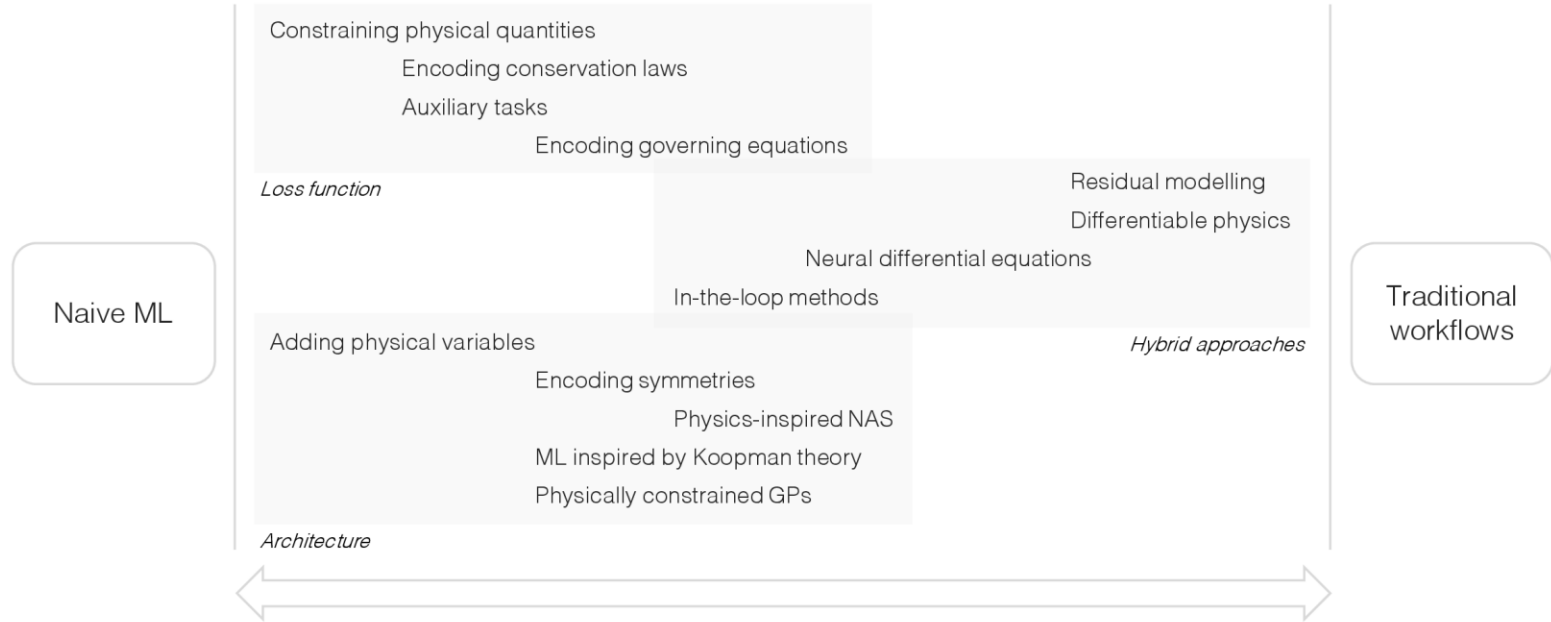 Constraining physical quantities
Encoding conservation laws
Auxiliary tasks
Encoding governing equations
Loss function
Residual modelling
Differentiable physics
Neural differential equations
In-the-loop methods
Hybrid approaches
Naive ML
Traditional
workflows
Adding physical variables
Encoding symmetries
Physics-inspired NAS
ML inspired by Koopman theory
Physically constrained GPs
Architecture